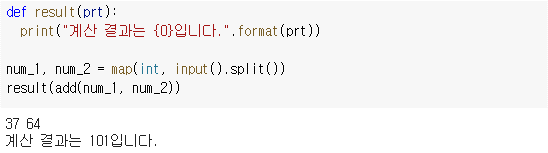 def result(prt):
  print("계산 결과는 {0}입니다.".format(prt))
num_1, num_2 = map(int, input().split())
result(add(num_1, num_2))
37 64
계산 결과는 101입니다.